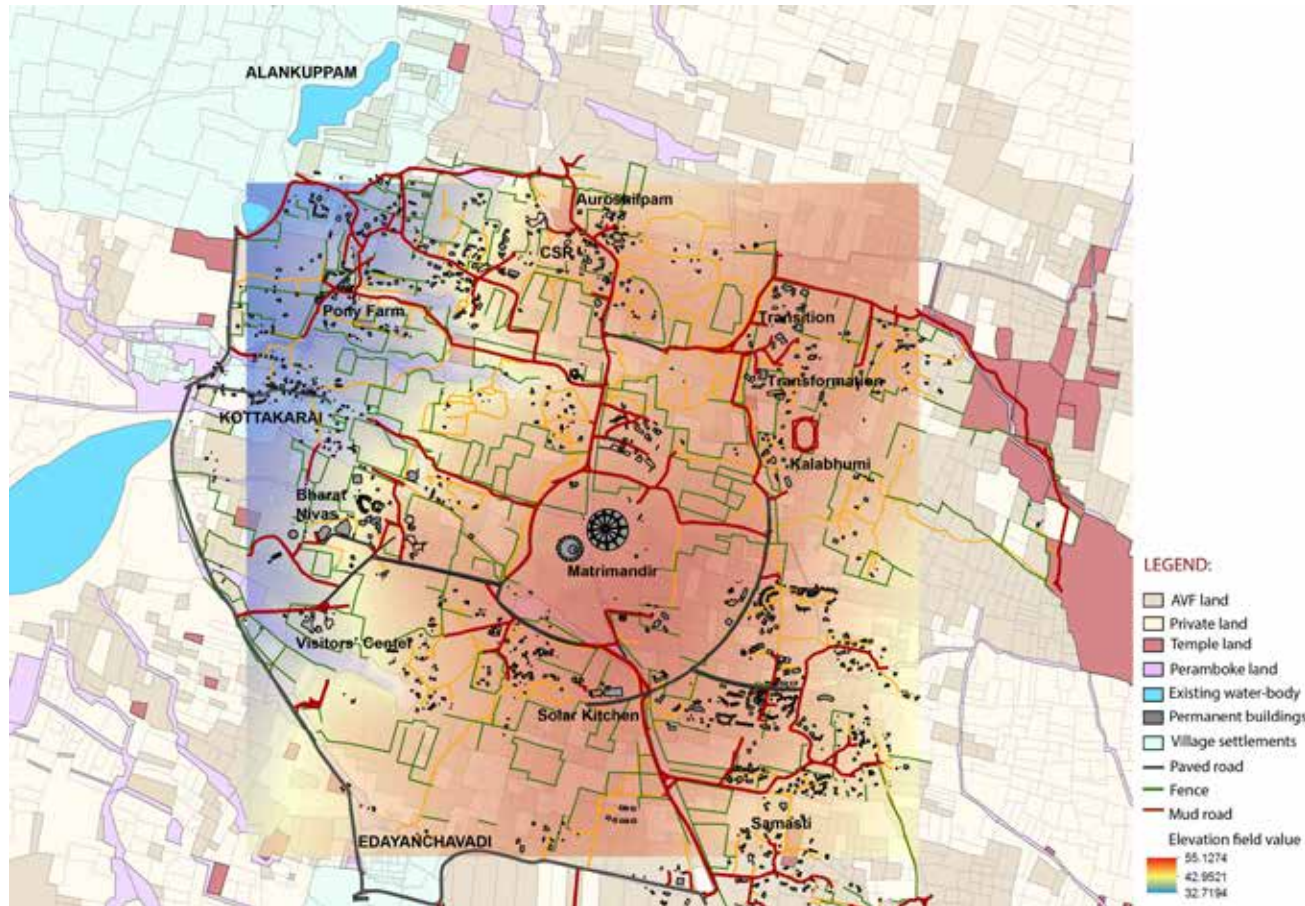 ALANKUPPAM
Auroshilpam
CSR
Pony Farm
Transition
Transformation
KOTTAKARAI
Kalabhumi
Bharat
Nivas
Matrimandir
Visitors' Center
Solar Kitchen
Samasti
EDAYANCHAVADI
LEGEND:
AVF land
Private land
Temple land
Peramboke land
Existing water-body
Permanent buildings
Village settlements
Paved road
Fence
Mud road
Elevation field value
55.1274
42.9521
32.7194